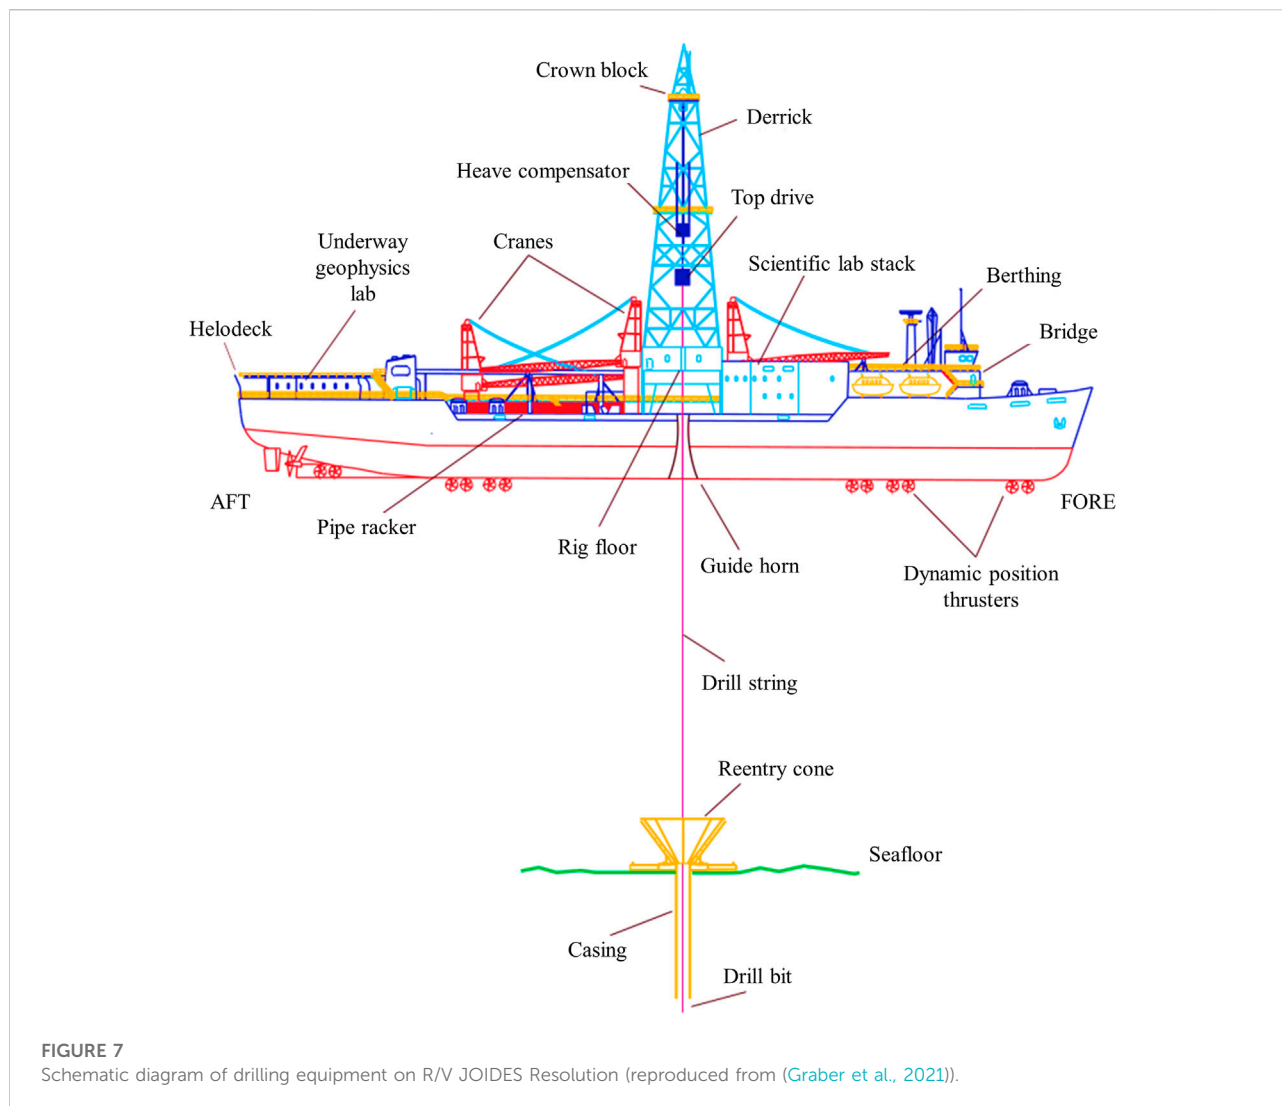 Crown block
Derrick
Heave compensator
Top drive
Underway
geophysics
lab
Cranes
Scientific lab stack
Berthing
Helodeck
Bridge
AFT
FORE
Pipe racker
Rig floor
Guide horn
Dynamic position
thrusters
Drill string
Reentry cone
Seafloor
Casing
Drill bit
FIGURE 7
Schematic diagram of drilling equipment on R/V JOIDES Resolution (reproduced from (Graber et al., 2021)).